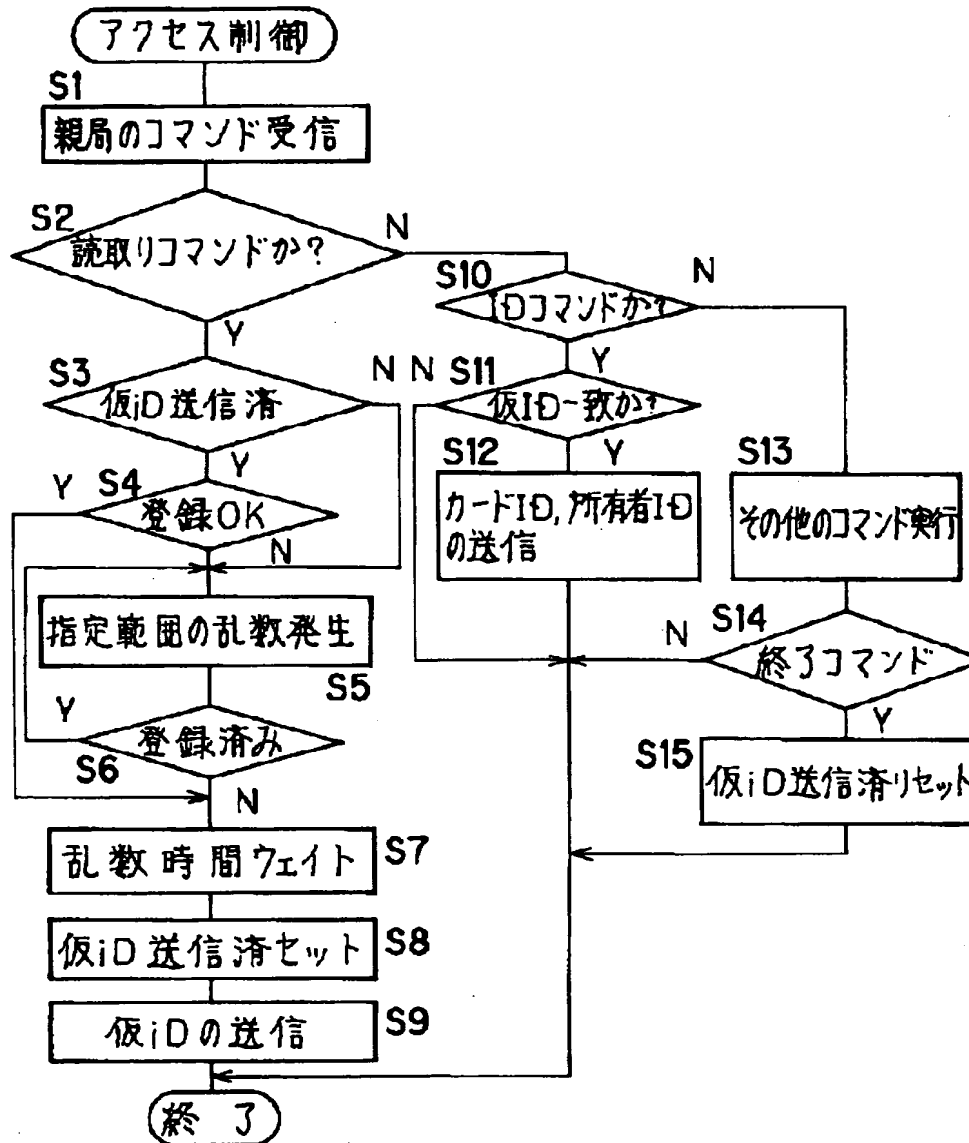 アクセス制御
S1
親局のコマンド受信
S2
読取りコマンドか?
N
Y
S10
IDコマンドか?
N
Y
S3
仮iD送信済
N
Y
N
S11
仮ID一致か?
Y
S4
登録OK
Y
N
S12
カードID,所有者ID
の送信
S13
その他のコマンド実行
指定範囲の乱数発生
S5
S14
終了コマンド
N
Y
S6
登録済み
Y
N
S15
仮iD送信済リセット
乱数時間ウェイト
S7
仮iD送信済セット
S8
仮iDの送信
S9
終了